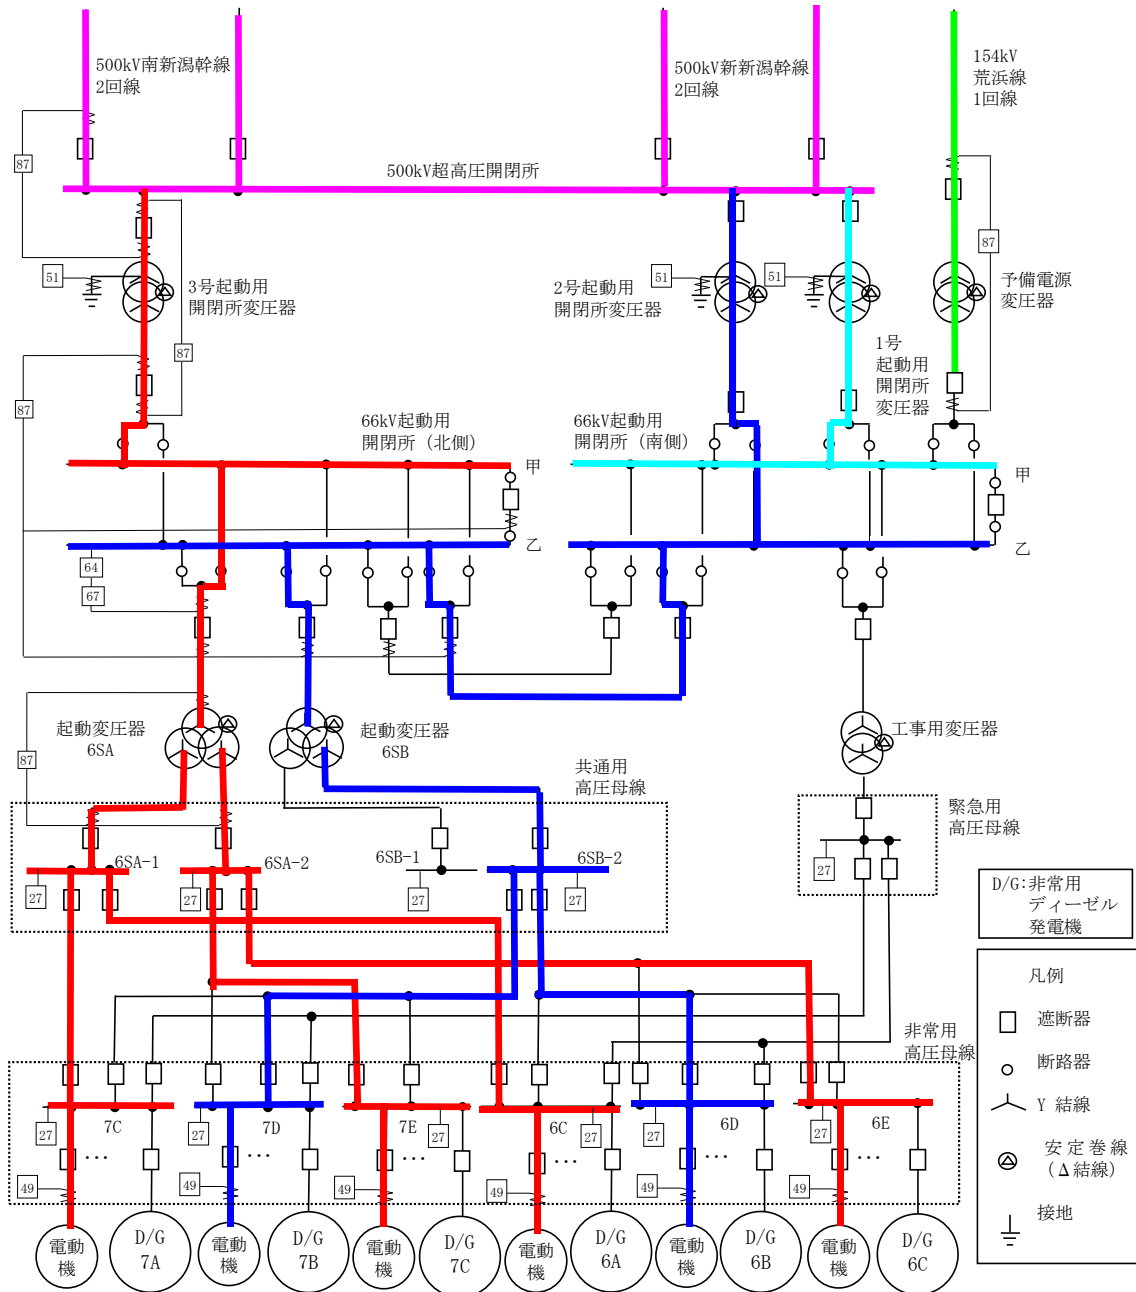 500kV南新潟幹線
2回線
500kV新新潟幹線
2回線
154kV
荒浜線
1回線
87
500kV超高圧開閉所
87
51
3号起動用
開閉所変圧器
51
2号起動用
開閉所変圧器
51
予備電源
変圧器
87
1号
起動用
開閉所
変圧器
87
66kV起動用
開閉所（北側）
66kV起動用
開閉所（南側）
甲
甲
乙
乙
64
67
起動変圧器
6SA
起動変圧器
6SB
工事用変圧器
87
共通用
高圧母線
緊急用
高圧母線
6SA-1
6SA-2
6SB-1
6SB-2
27
27
27
27
27
D/G:非常用
ディーゼル
発電機
凡例
遮断器
断路器
Y 結線
安定巻線
(Δ結線)
接地
非常用
高圧母線
7C
7D
7E
6C
6D
6E
27
27
27
27
27
27
…
…
…
…
…
…
49
49
49
49
49
49
電動
機
D/G
7A
電動
機
D/G
7B
電動
機
D/G
7C
電動
機
D/G
6A
電動
機
D/G
6B
電動
機
D/G
6C